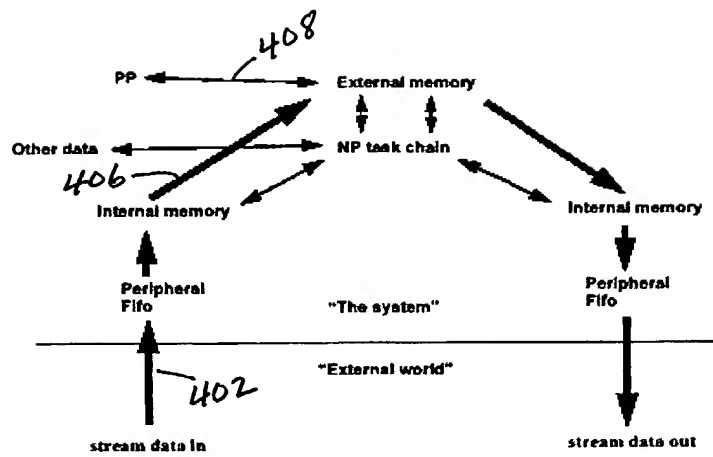 408
PP
External memory
Other data
NP task chain
406
Internal memory
Internal memory
Peripheral
Fifo
Peripheral
Fifo
"The system"
"External world"
402
stream data in
stream data out